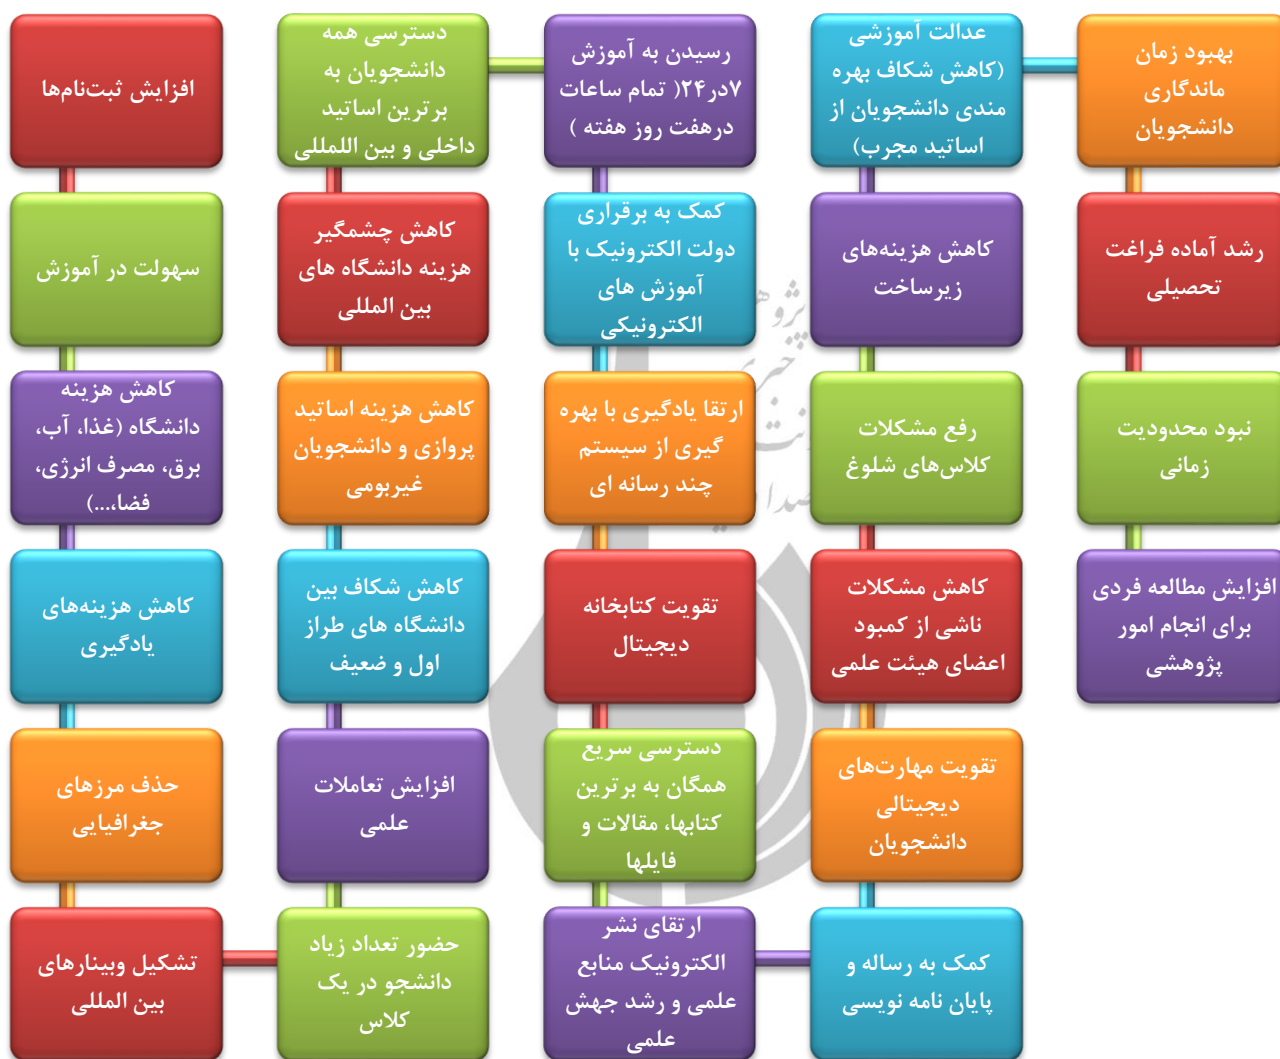 افزایش ثبت‌نام‌ها
سهولت در آموزش
کاهش هزینه
دانشگاه (غذا، آب،
برق، مصرف انرژی،
فضا،...)
کاهش هزینه‌های
یادگیری
حذف مرزهای
جغرافیایی
تشکیل وبینارهای
بین المللی
حضور تعداد زیاد
دانشجو در یک
کلاس
افزایش تعاملات
علمی
کاهش شکاف بین
دانشگاه های طراز
اول و ضعیف
کاهش هزینه اساتید
پروازی و دانشجویان
غیربومی
کاهش چشمگیر
هزینه دانشگاه های
بین المللی
دسترسی همه
دانشجویان به
برترین اساتید
داخلی و بین اللمللی
رسیدن به آموزش
۷در۲۴( تمام ساعات
درهفت روز هفته )
کمک به برقراری
دولت الکترونیک با
آموزش های
الکترونیکی
ارتقا یادگیری با بهره
گیری از سیستم
چند رسانه ای
تقویت کتابخانه
دیجیتال
دسترسی سریع
همگان به برترین
کتابها، مقالات و
فایلها
ارتقای نشر
الکترونیک منابع
علمی و رشد جهش
علمی
کمک به رساله و
پایان نامه نویسی
تقویت مهارت‌های
دیجیتالی
دانشجویان
کاهش مشکلات
ناشی از کمبود
اعضای هیئت علمی
رفع مشکلات
کلاس‌های شلوغ
کاهش هزینه‌های
زیرساخت
عدالت آموزشی
(کاهش شکاف بهره
مندی دانشجویان از
اساتید مجرب)
بهبود زمان
ماندگاری
دانشجویان
رشد آماده فراغت
تحصیلی
نبود محدودیت
زمانی
افزایش مطالعه فردی
برای انجام امور
پژوهشی